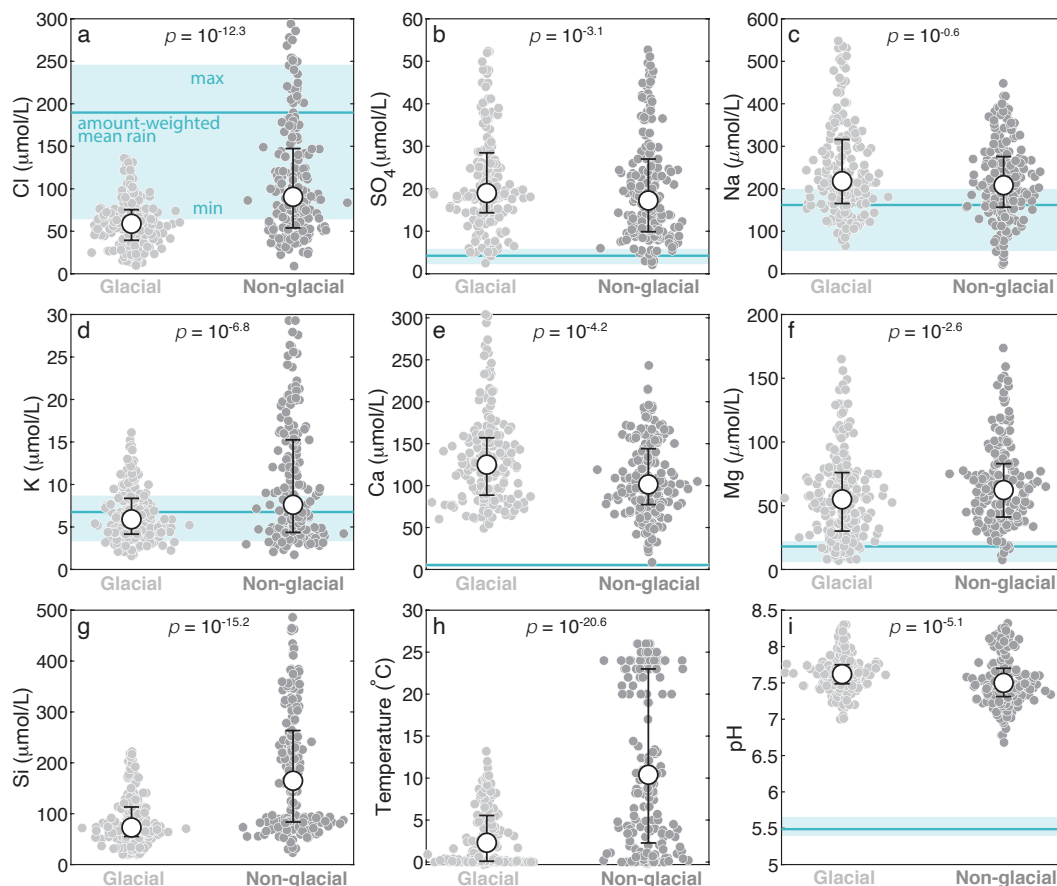 a
p = 10^-12.3
300
250
200
150
100
50
0
Cl (μmol/L)
max
amount-weighted
mean rain
min
Glacial
Non-glacial
b
p = 10^-3.1
60
50
40
30
20
10
0
SO4(μmol/L)
Glacial
Non-glacial
c
p = 10^-0.6
600
500
400
300
200
100
0
Na (μmol/L)
Glacial
Non-glacial
d
p = 10^-6.8
30
25
20
15
10
5
0
K (μmol/L)
Glacial
Non-glacial
e
p = 10^-4.2
300
250
200
150
100
50
0
Ca (μmol/L)
Glacial
Non-glacial
f
p = 10^-2.6
200
150
100
50
0
Mg (μmol/L)
Glacial
Non-glacial
g
p = 10^-15.2
500
400
300
200
100
0
Si (μmol/L)
Glacial
Non-glacial
h
p = 10^-20.6
30
25
20
15
10
5
0
Temperature (°C)
Glacial
Non-glacial
i
p = 10^-5.1
8.5
8
7.5
7
6.5
6
5.5
5
pH
Glacial
Non-glacial